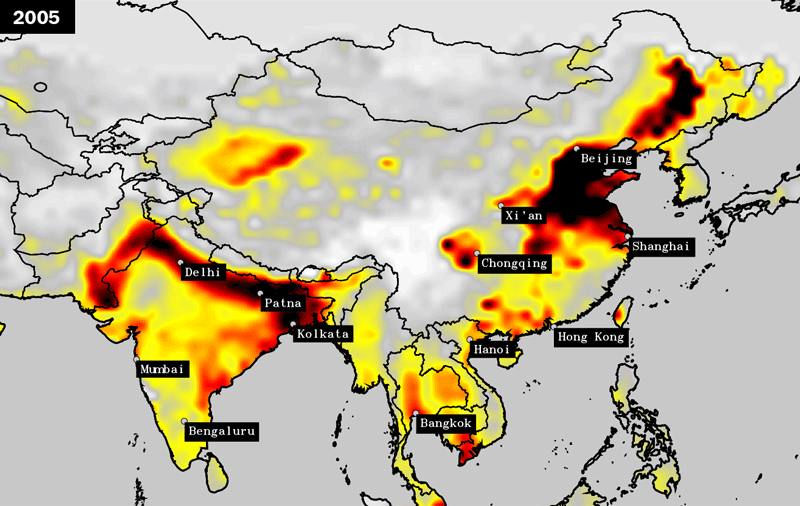 2005
Beijing
Xi'an
Shanghai
Chongqing
Delhi
Patna
Kolkata
Hong Kong
Hanoi
Mumbai
Bangkok
Bengaluru